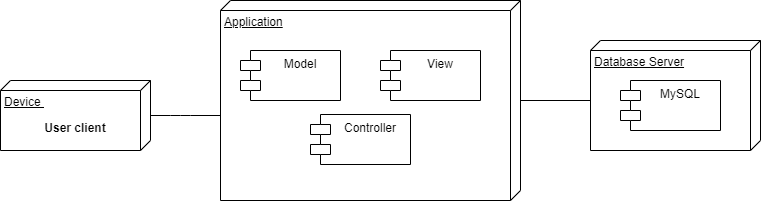 Application
Model
View
Controller
Device
User client
Database Server
MySQL